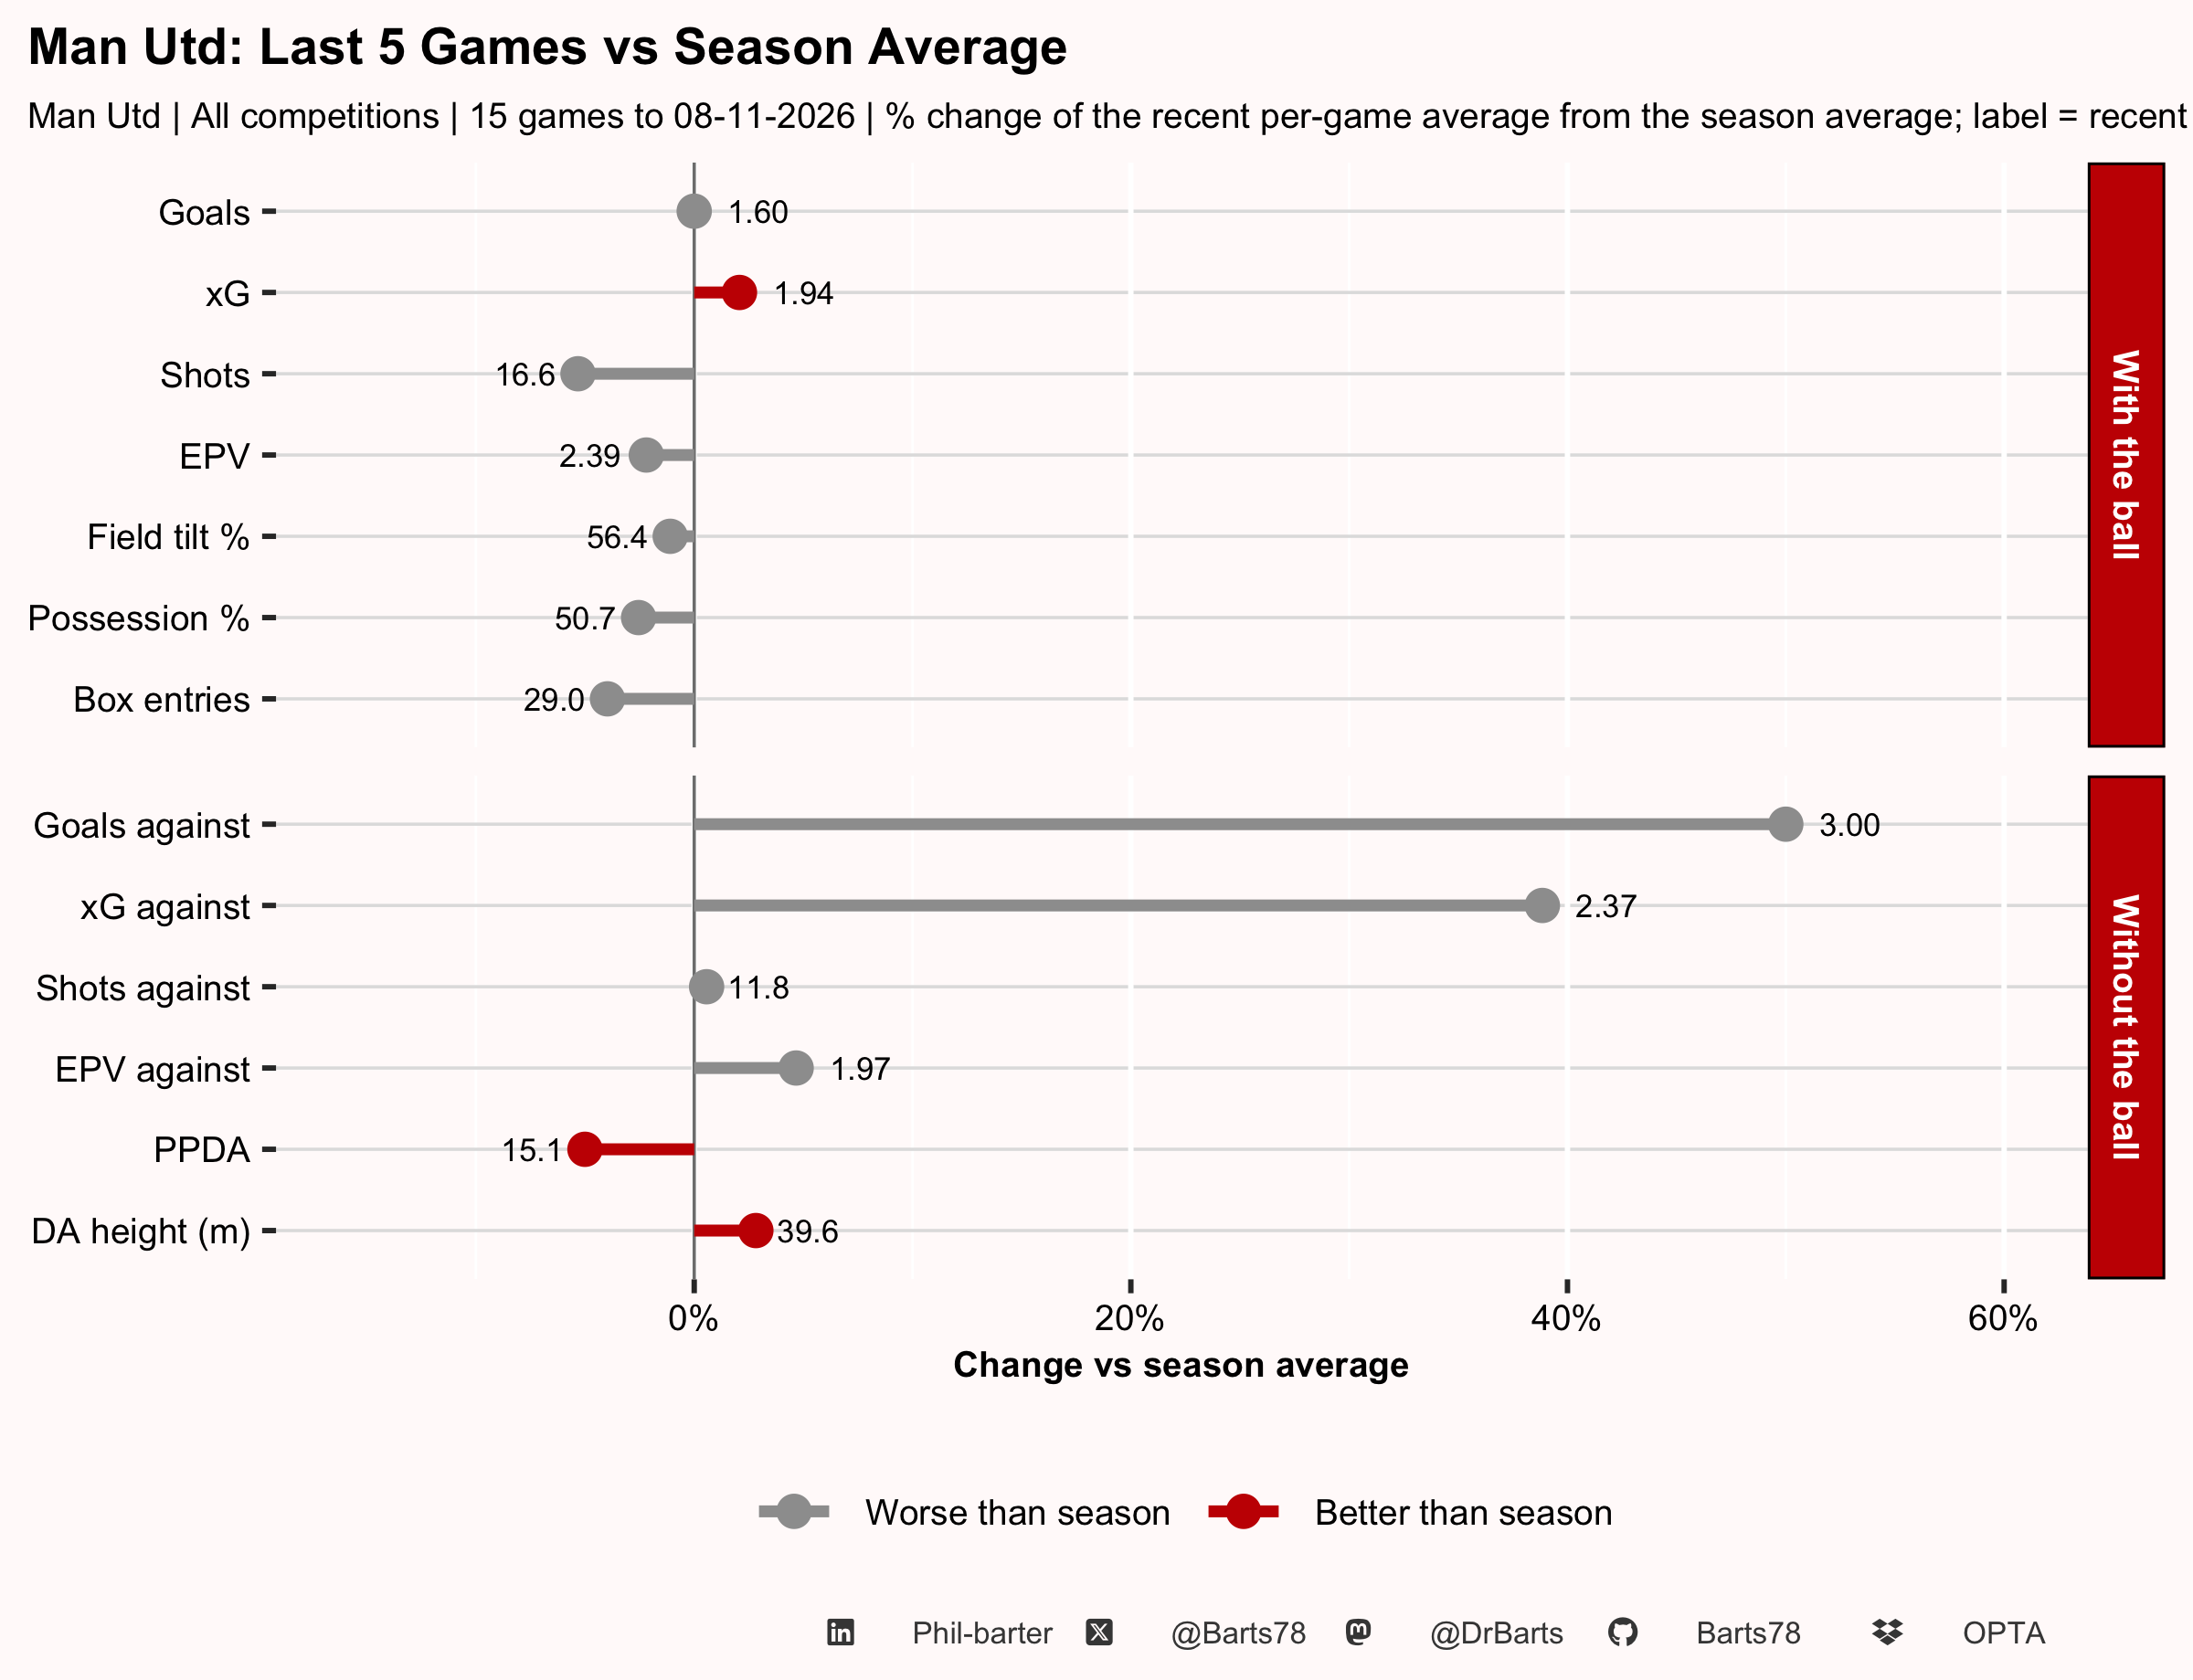 Man Utd: Last 5 Games vs Season Average
Man Utd | All competitions | 15 games to 08-11-2026 | % change of the recent per-game average from the season average; label = recent
With the ball
Goals 1.60
xG 1.94
Shots 16.6
EPV 2.39
Field tilt % 56.4
Possession % 50.7
Box entries 29.0
Without the ball
Goals against 3.00
xG against 2.37
Shots against 11.8
EPV against 1.97
PPDA 15.1
DA height (m) 39.6
0% 20% 40% 60%
Change vs season average
Worse than season Better than season
Phil-barter @Barts78 @DrBarts Barts78 OPTA